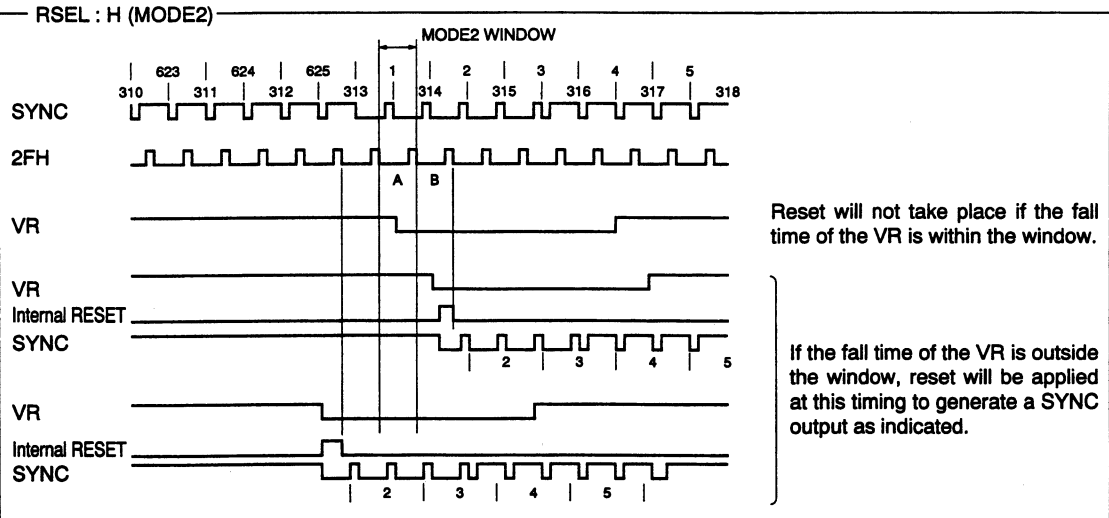 RSEL : H (MODE2)
MODE2 WINDOW
623 624 625 1 2 3 4 5
310 311 312 313 314 315 316 317 318
SYNC
2FH
A B
VR
Reset will not take place if the fall
time of the VR is within the window.
VR
Internal RESET
SYNC
2 3 4 5
If the fall time of the VR is outside
the window, reset will be applied
at this timing to generate a SYNC
output as indicated.
VR
Internal RESET
SYNC
2 3 4 5